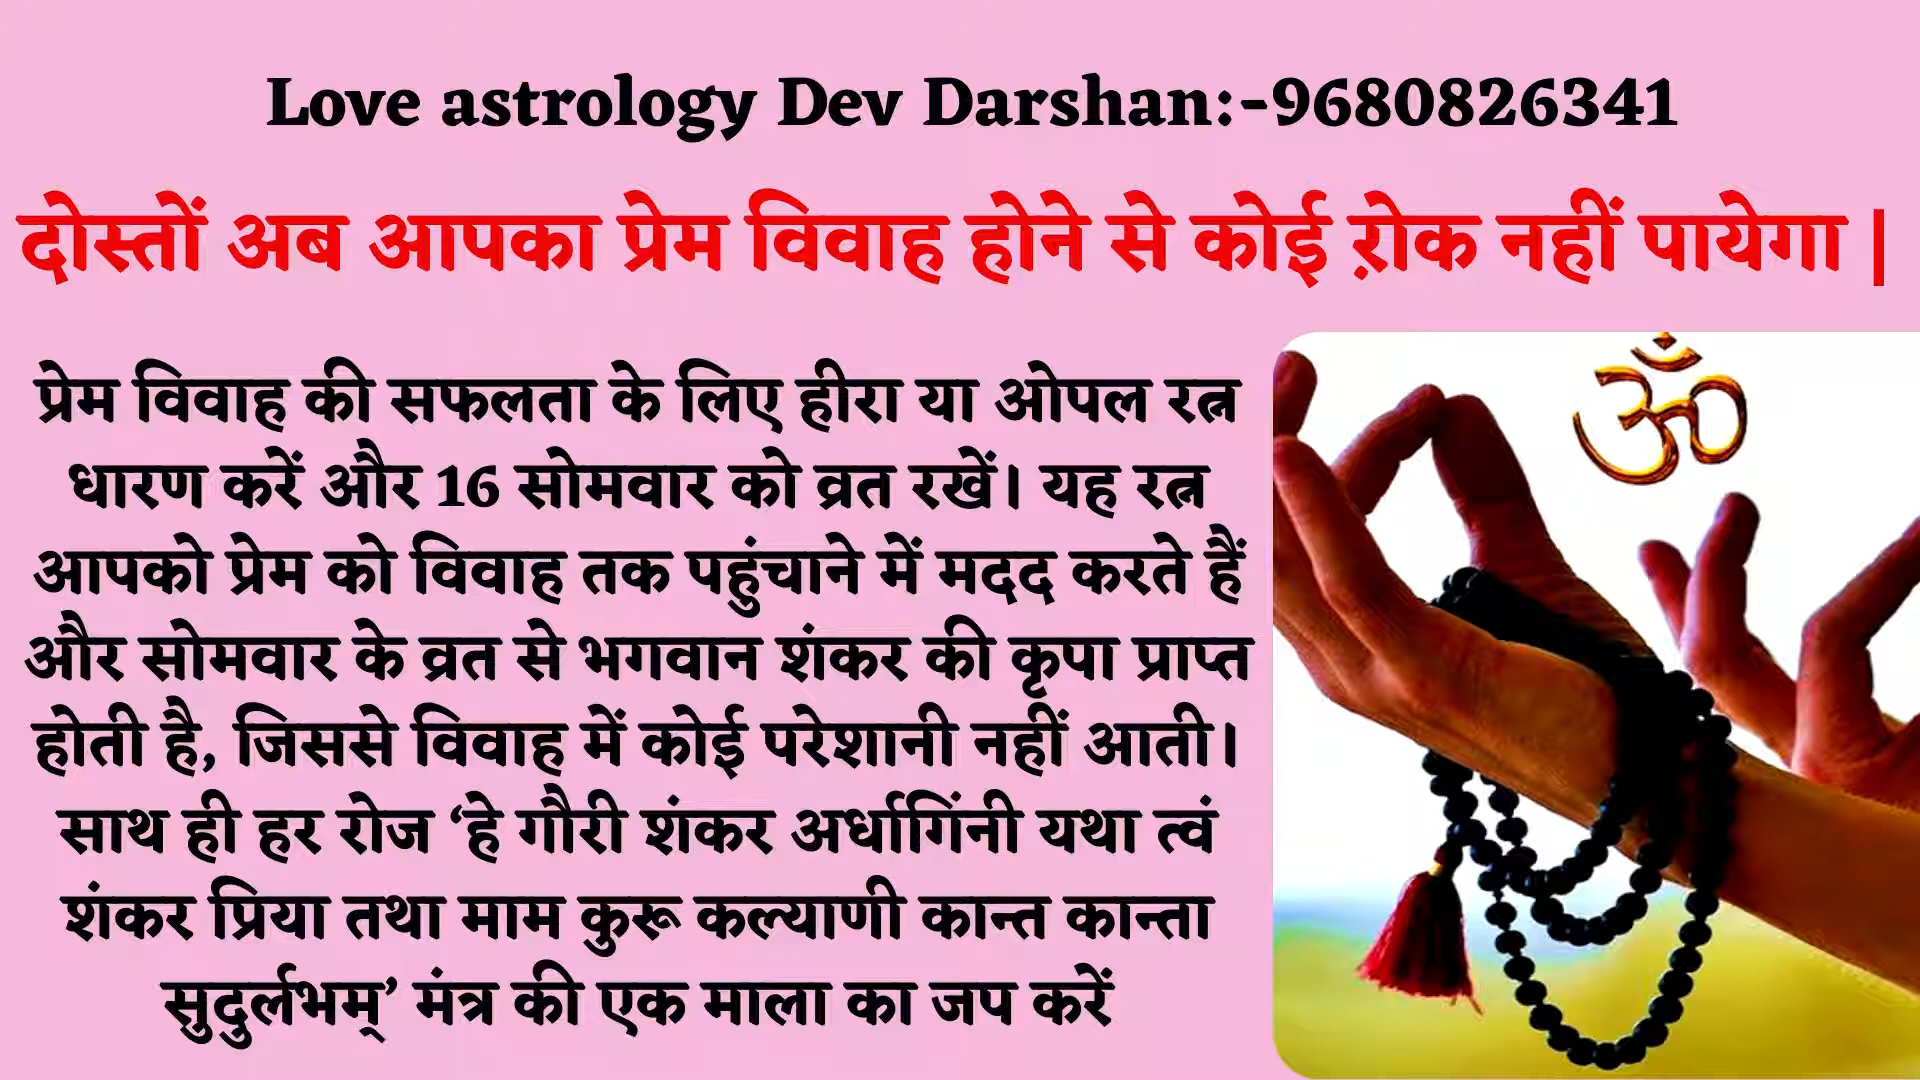 Love astrology Dev Darshan:-9680826341
दोस्तों अब आपका प्रेम विवाह होने से कोई ऱोक नहीं पायेगा |
प्रेम विवाह की सफलता के लिए हीरा या ओपल रत्न
धारण करें और 16 सोमवार को व्रत रखें। यह रत्न
आपको प्रेम को विवाह तक पहुंचाने में मदद करते हैं
और सोमवार के व्रत से भगवान शंकर की कृपा प्राप्त
होती है, जिससे विवाह में कोई परेशानी नहीं आती।
साथ ही हर रोज ‘हे गौरी शंकर अर्धागिंनी यथा त्वं
शंकर प्रिया तथा माम कुरू कल्याणी कान्त कान्ता
सुदुर्लभम्’ मंत्र की एक माला का जप करें
ॐ